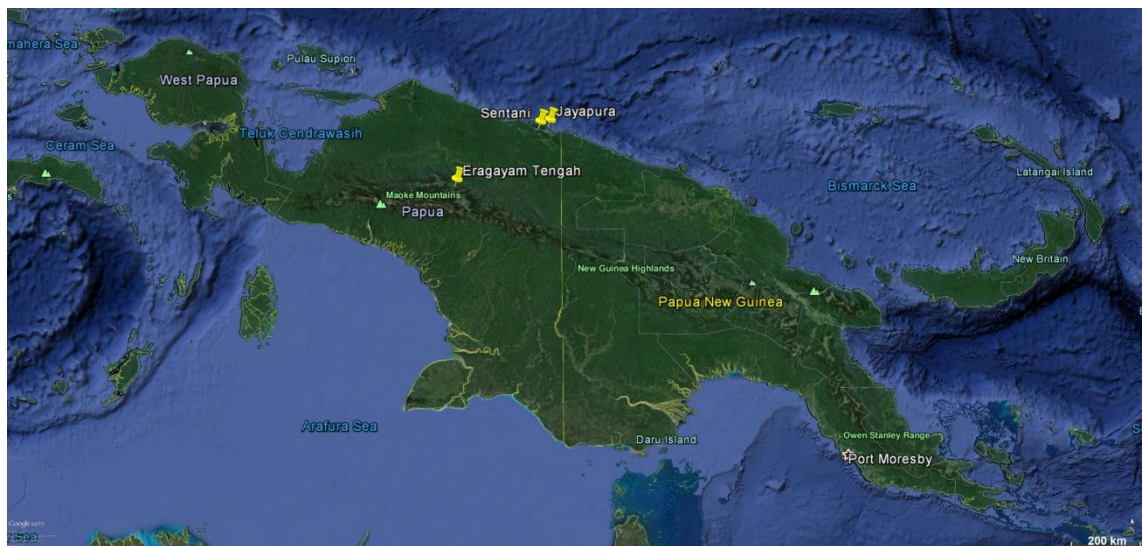 mahera Sea
Pulau Supiori
West Papua
Sentani
Jayapura
Teluk Cendrawasih
Ceram Sea
Eragayam Tengah
Latangai Island
Bismarck Sea
Maoke Mountains
Papua
New Britain
New Guinea Highlands
Papua New Guinea
Arafura Sea
Daru Island
Owen Stanley Range
Port Moresby
Google earth
Sea
200 km